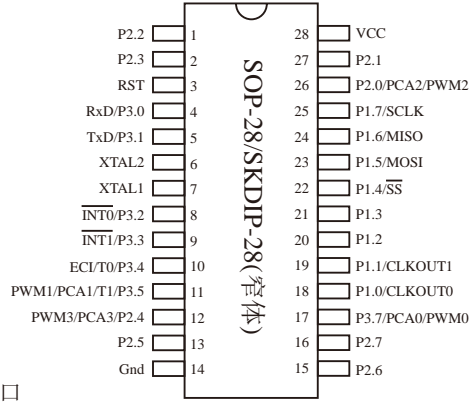 P2.2 1 28 VCC
P2.3 2 27 P2.1
RST 3 26 P2.0/PCA2/PWM2
RxD/P3.0 4 25 P1.7/SCLK
TxD/P3.1 5 24 P1.6/MISO
XTAL2 6 23 P1.5/MOSI
XTAL1 7 22 P1.4/SS
INT0/P3.2 8 21 P1.3
INT1/P3.3 9 20 P1.2
ECI/T0/P3.4 10 19 P1.1/CLKOUT1
PWM1/PCA1/T1/P3.5 11 18 P1.0/CLKOUT0
PWM3/PCA3/P2.4 12 17 P3.7/PCA0/PWM0
P2.5 13 16 P2.7
Gnd 14 15 P2.6
SOP-28/SKDIP-28(窄体)
口